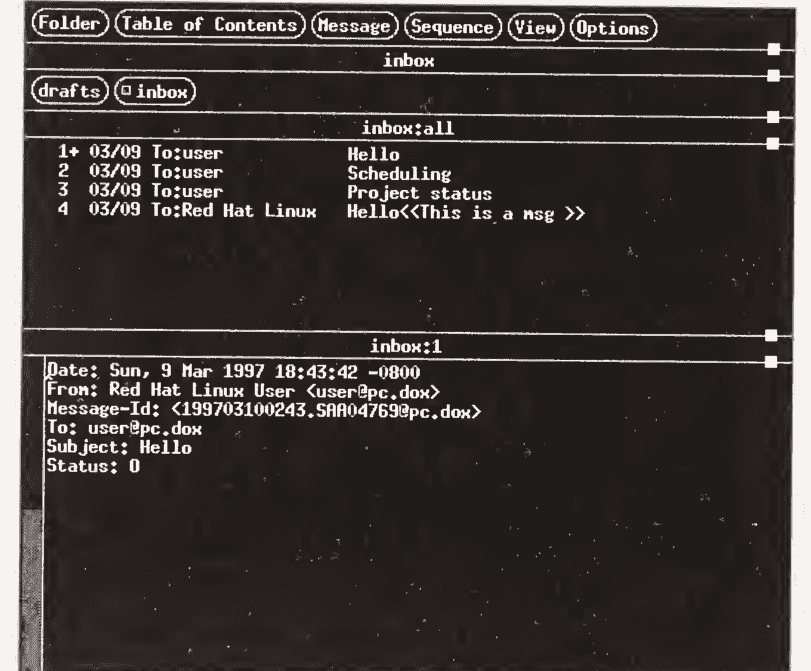 Folder Table of Contents Message Sequence View Options
inbox
drafts inbox
inbox:all
1+ 03/09 To:user Hello
2 03/09 To:user Scheduling
3 03/09 To:user Project status
4 03/09 To:Red Hat Linux Hello<<This is a msg >>
inbox:1
Date: Sun, 9 Mar 1997 18:43:42 -0800
From: Red Hat Linux User <user@pc.dox>
Message-Id: <199703100243.SAA04769@pc.dox>
To: user@pc.dox
Subject: Hello
Status: O